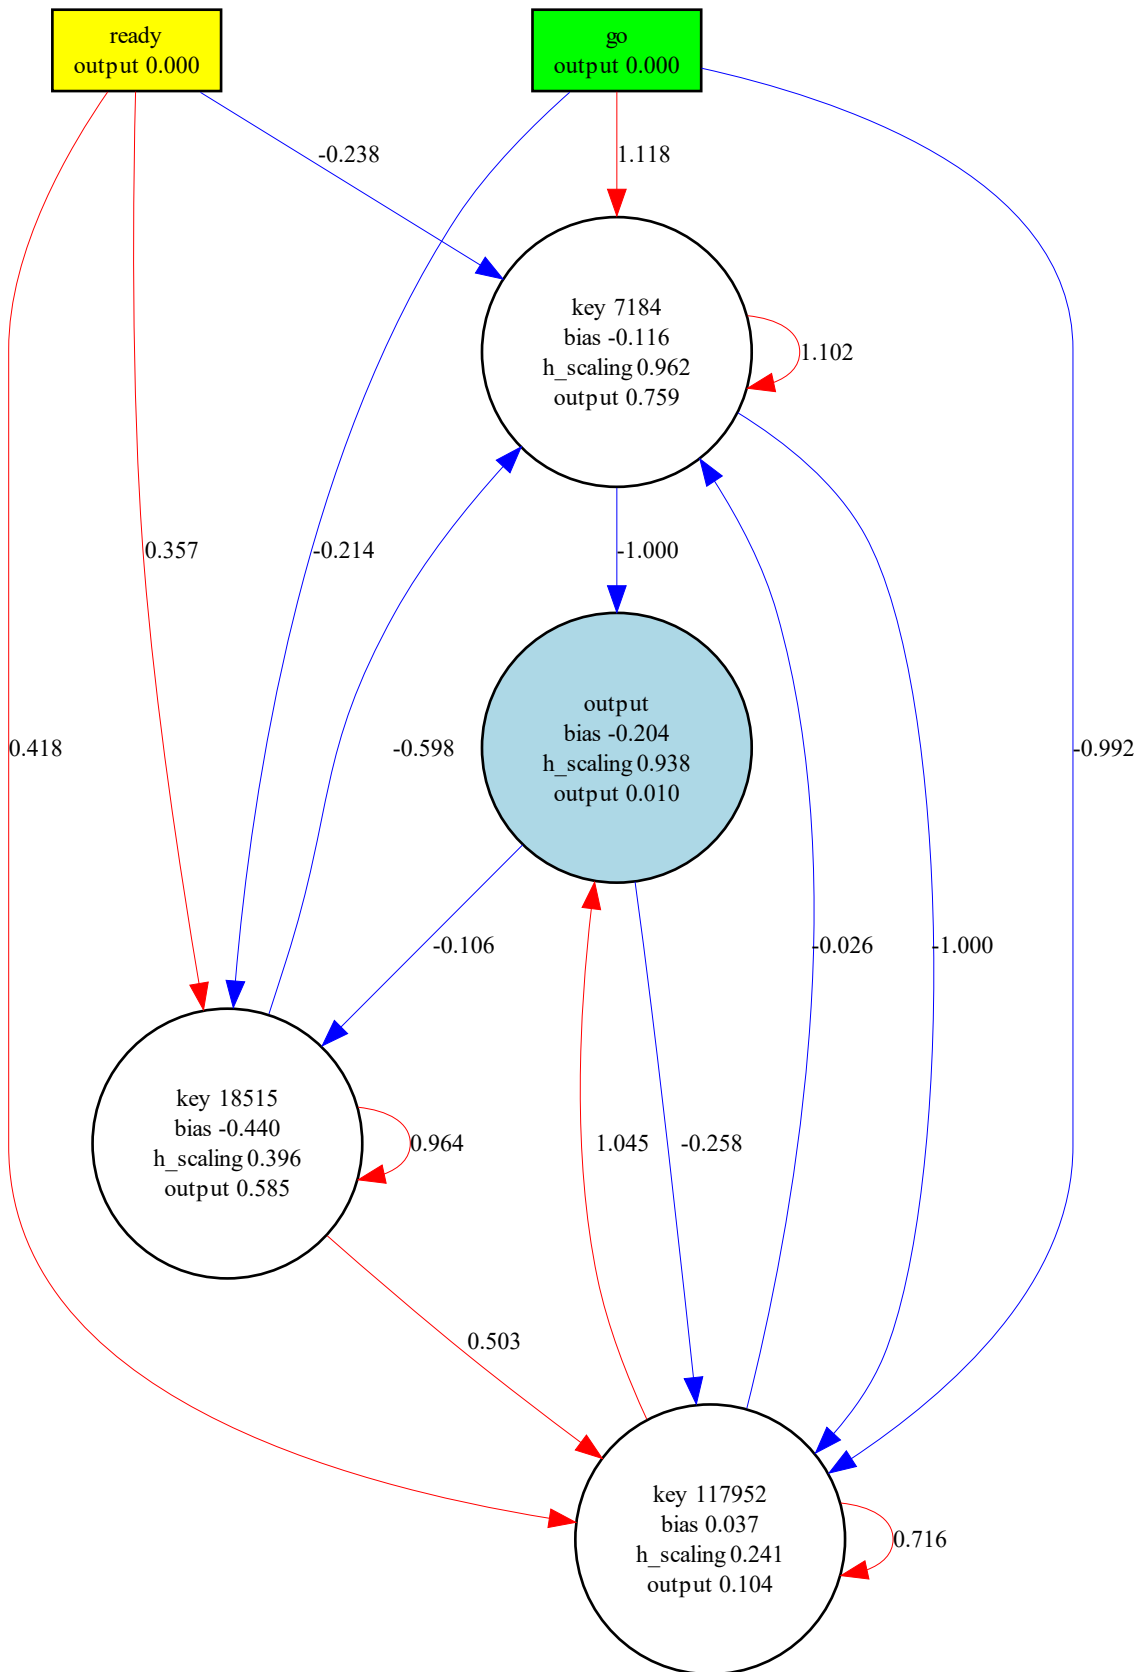 ready
output 0.000
go
output 0.000
-0.238
1.118
key 7184
bias -0.116
h_scaling 0.962
output 0.759
1.102
0.357
-0.214
-1.000
output
bias -0.204
h_scaling 0.938
output 0.010
0.418
-0.598
-0.992
-0.106
-0.026
-1.000
key 18515
bias -0.440
h_scaling 0.396
output 0.585
0.964
1.045
-0.258
0.503
key 117952
bias 0.037
h_scaling 0.241
output 0.104
0.716